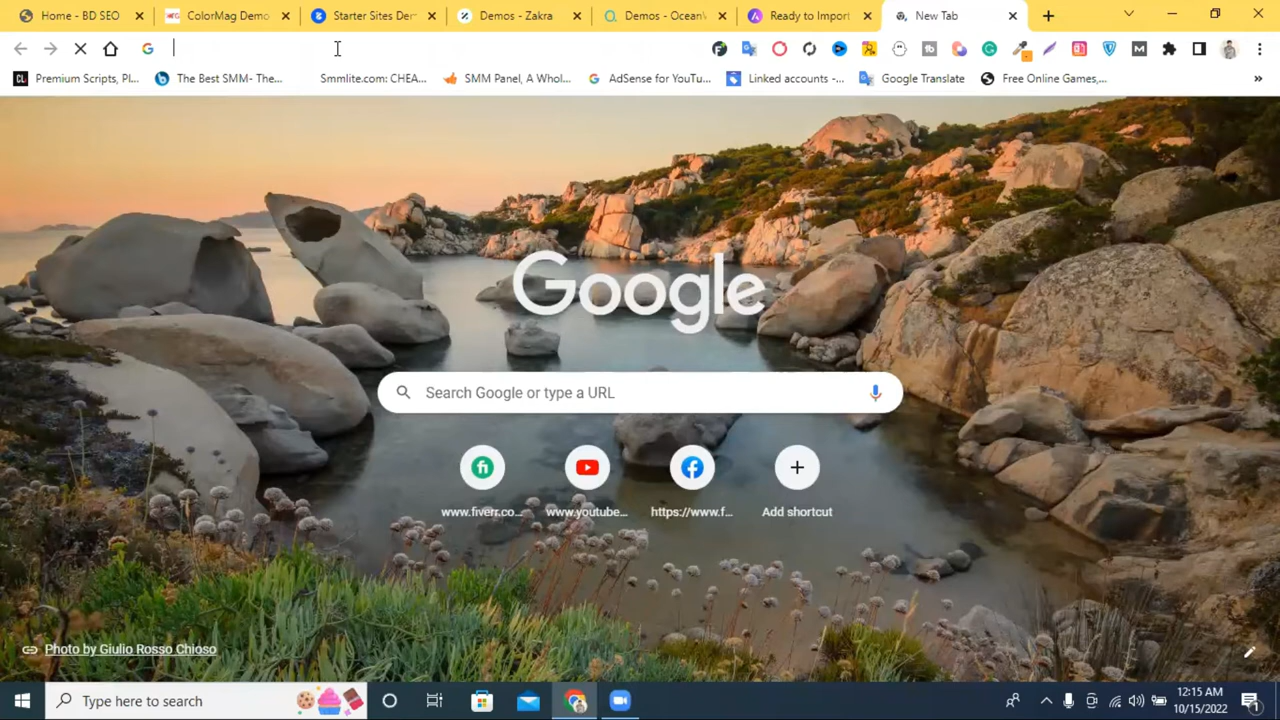 Home - BD SEO
ColorMag Demo
Starter Sites Der
Demos - Zakra
Demos - Ocean
Ready to Import
New Tab
Premium Scripts, Pl...
The Best SMM- The...
Smmlite.com: CHEA...
SMM Panel, A Whol...
AdSense for YouTu...
Linked accounts -...
Google Translate
Free Online Games,...
Google
Search Google or type a URL
www.fiverr.co...
www.youtube...
https://www.f...
Add shortcut
Photo by Giulio Rosso Chioso
Type here to search
12:15 AM
10/15/2022